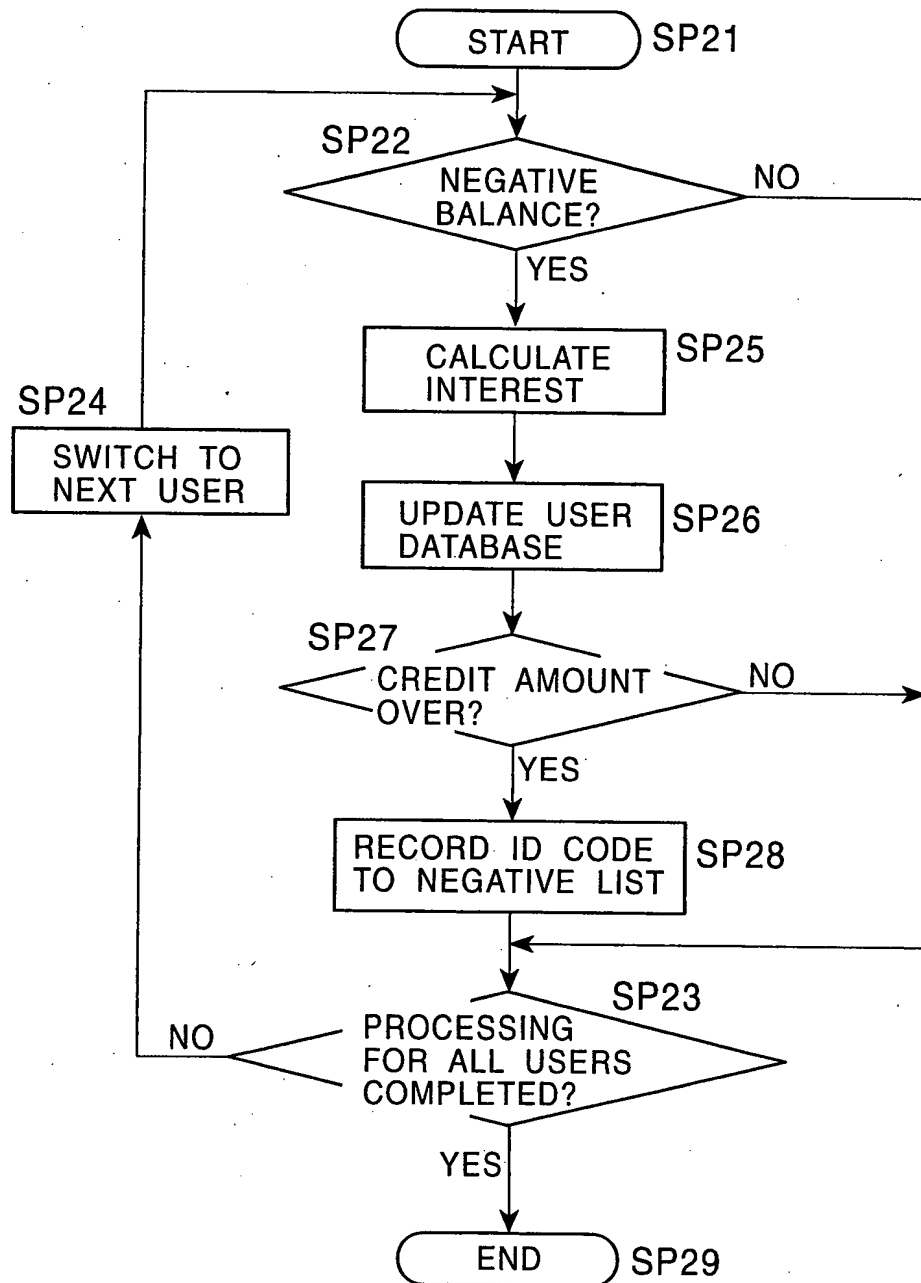 START
SP21
SP22
NEGATIVE
BALANCE?
NO
YES
CALCULATE
INTEREST
SP25
SP24
SWITCH TO
NEXT USER
UPDATE USER
DATABASE
SP26
SP27
CREDIT AMOUNT
OVER?
NO
YES
RECORD ID CODE
TO NEGATIVE LIST
SP28
SP23
PROCESSING
FOR ALL USERS
COMPLETED?
NO
YES
END
SP29